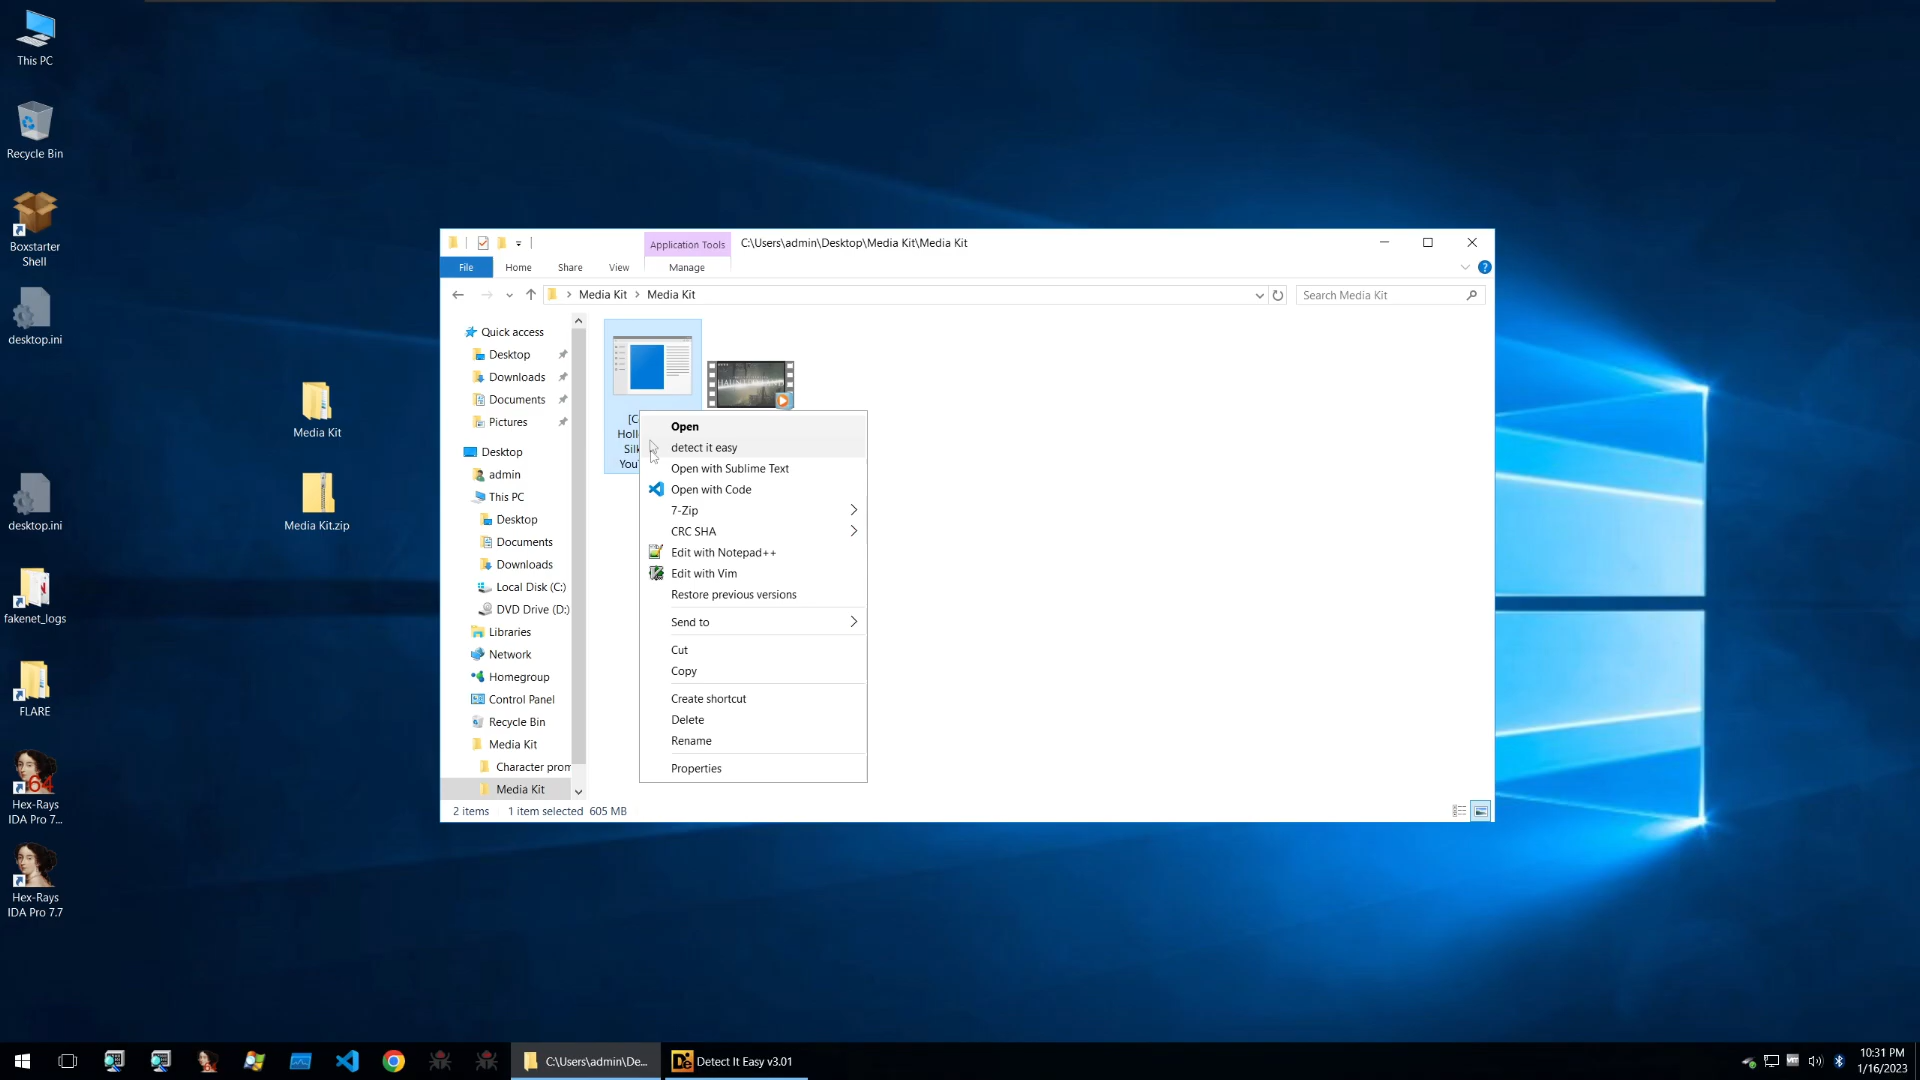 This PC
Recycle Bin
Boxstarter
Shell
desktop.ini
desktop.ini
fakenet_logs
FLARE
64
Hex-Rays
IDA Pro 7...
Hex-Rays
IDA Pro 7.7
Media Kit
Media Kit.zip
Application Tools
C:\Users\admin\Desktop\Media Kit\Media Kit
File
Home
Share
View
Manage
Media Kit
Media Kit
Search Media Kit
Quick access
Desktop
Downloads
Documents
Pictures
Desktop
admin
This PC
Desktop
Documents
Downloads
Local Disk (C:)
DVD Drive (D:)
Libraries
Network
Homegroup
Control Panel
Recycle Bin
Media Kit
Character prom
Media Kit
[C
Holl
Silk
You
Open
detect it easy
Open with Sublime Text
Open with Code
7-Zip
CRC SHA
Edit with Notepad++
Edit with Vim
Restore previous versions
Send to
Cut
Copy
Create shortcut
Delete
Rename
Properties
2 items
1 item selected 605 MB
C:\Users\admin\De...
Detect It Easy v3.01
10:31 PM
1/16/2023